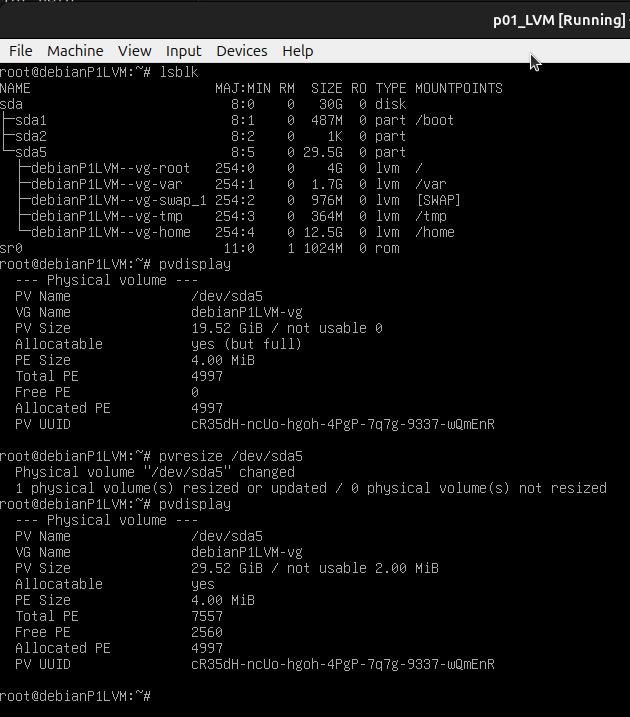 p01_LVM [Running] -
File Machine View Input Devices Help
root@debianP1LVM:~# lsblk
NAME MAJ:MIN RM SIZE RO TYPE MOUNTPOINTS
sda 8:0 0 30G 0 disk
├─sda1 8:1 0 487M 0 part /boot
├─sda2 8:2 0 1K 0 part
└─sda5 8:5 0 29.5G 0 part
├─debianP1LVM--vg-root 254:0 0 4G 0 lvm /
├─debianP1LVM--vg-var 254:1 0 1.7G 0 lvm /var
├─debianP1LVM--vg-swap_1 254:2 0 976M 0 lvm [SWAP]
├─debianP1LVM--vg-tmp 254:3 0 364M 0 lvm /tmp
└─debianP1LVM--vg-home 254:4 0 12.5G 0 lvm /home
sr0 11:0 1 1024M 0 rom
root@debianP1LVM:~# pvdisplay
--- Physical volume ---
PV Name /dev/sda5
VG Name debianP1LVM-vg
PV Size 19.52 GiB / not usable 0
Allocatable yes (but full)
PE Size 4.00 MiB
Total PE 4997
Free PE 0
Allocated PE 4997
PV UUID cR35dH-ncUo-hgoh-4PgP-7q7g-9337-wQmEnR
root@debianP1LVM:~# pvresize /dev/sda5
Physical volume "/dev/sda5" changed
1 physical volume(s) resized or updated / 0 physical volume(s) not resized
root@debianP1LVM:~# pvdisplay
--- Physical volume ---
PV Name /dev/sda5
VG Name debianP1LVM-vg
PV Size 29.52 GiB / not usable 2.00 MiB
Allocatable yes
PE Size 4.00 MiB
Total PE 7557
Free PE 2560
Allocated PE 4997
PV UUID cR35dH-ncUo-hgoh-4PgP-7q7g-9337-wQmEnR
root@debianP1LVM:~#